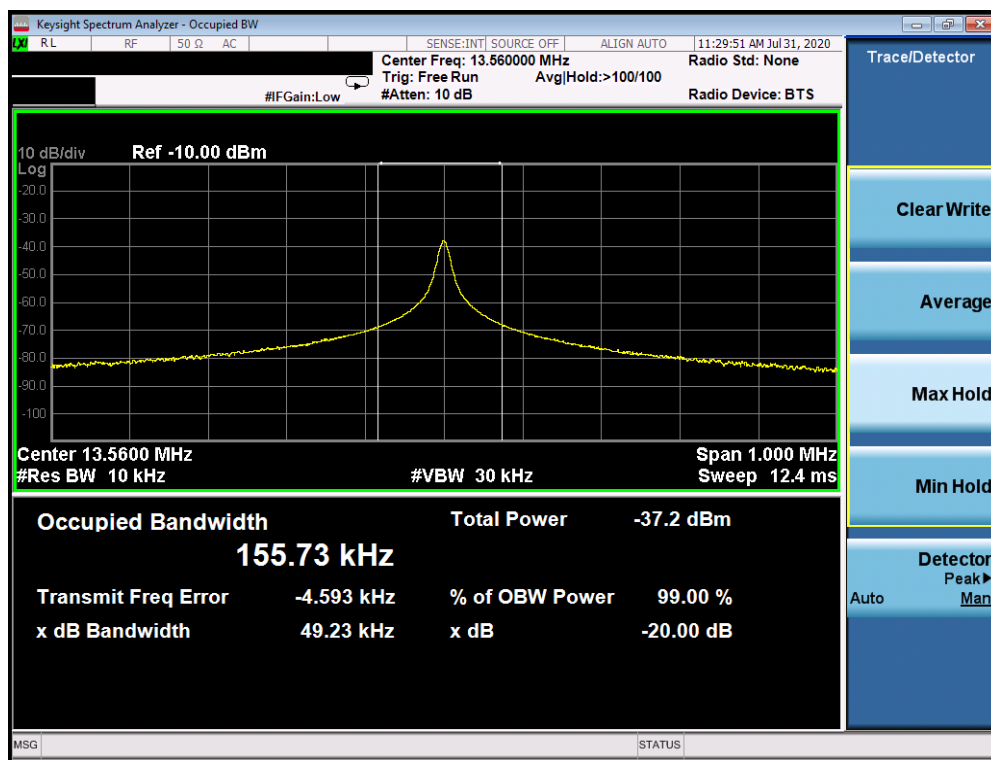 Keysight Spectrum Analyzer - Occupied BW
LXI RL RF 50 Ω AC SENSE:INT SOURCE OFF ALIGN AUTO 11:29:51 AM Jul 31, 2020
Center Freq: 13.560000 MHz Radio Std: None
Trig: Free Run Avg|Hold:>100/100
#IFGain:Low #Atten: 10 dB Radio Device: BTS
10 dB/div Ref -10.00 dBm
Log
-20.0
-30.0
-40.0
-50.0
-60.0
-70.0
-80.0
-90.0
-100
Center 13.5600 MHz Span 1.000 MHz
#Res BW 10 kHz #VBW 30 kHz Sweep 12.4 ms
Occupied Bandwidth Total Power -37.2 dBm
155.73 kHz
Transmit Freq Error -4.593 kHz % of OBW Power 99.00 %
x dB Bandwidth 49.23 kHz x dB -20.00 dB
MSG STATUS
Trace/Detector
Clear Write
Average
Max Hold
Min Hold
Detector
Peak▶
Auto Man